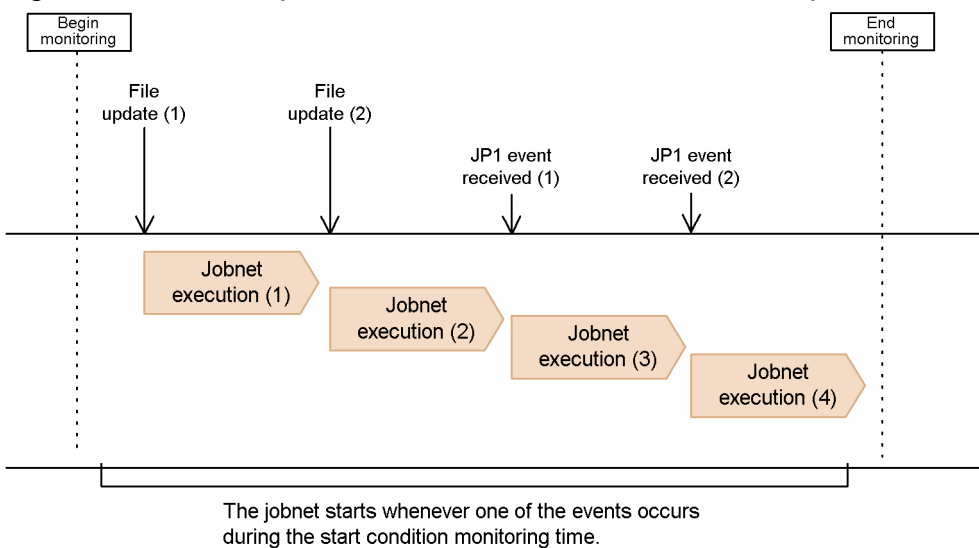 Begin
monitoring
End
monitoring
File
update (1)
File
update (2)
JP1 event
received (1)
JP1 event
received (2)
Jobnet
execution (1)
Jobnet
execution (2)
Jobnet
execution (3)
Jobnet
execution (4)
The jobnet starts whenever one of the events occurs
during the start condition monitoring time.